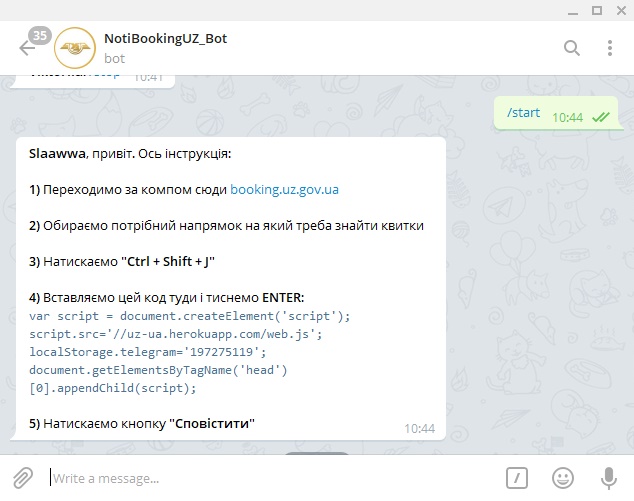 35
NotiBookingUZ_Bot
bot
/stop 10:41
/start 10:44
Slaawwa, привіт. Ось інструкція:
1) Переходимо за компом сюди booking.uz.gov.ua
2) Обираємо потрібний напрямок на який треба знайти квитки
3) Натискаємо "Ctrl + Shift + J"
4) Вставляємо цей код туди і тиснемо ENTER:
var script = document.createElement('script');
script.src='//uz-ua.herokuapp.com/web.js';
localStorage.telegram='197275119';
document.getElementsByTagName('head')
[0].appendChild(script);
5) Натискаємо кнопку "Сповістити"
10:44
Write a message...